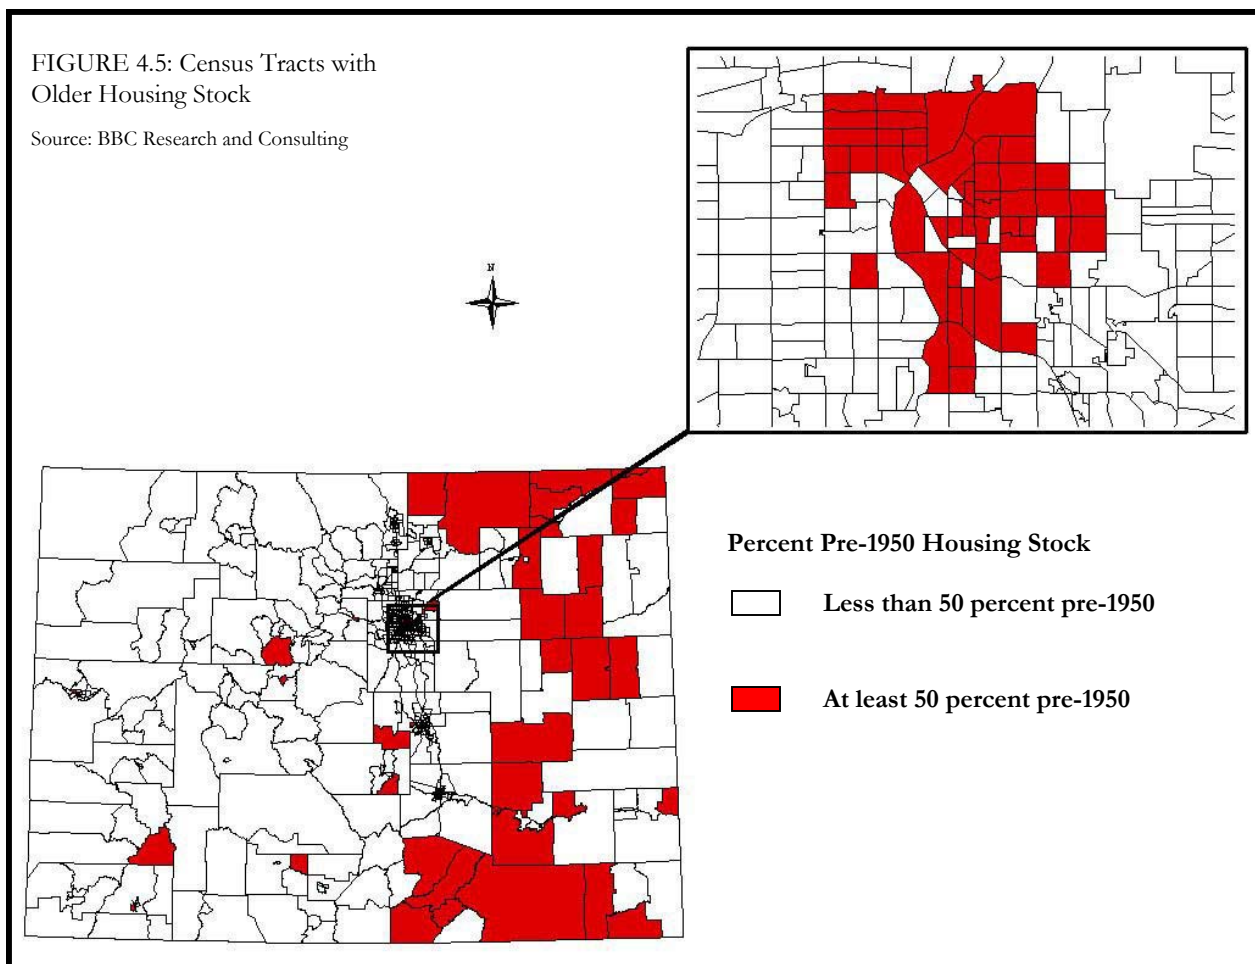 FIGURE 4.5: Census Tracts with
Older Housing Stock
Source: BBC Research and Consulting
N
Percent Pre-1950 Housing Stock
Less than 50 percent pre-1950
At least 50 percent pre-1950